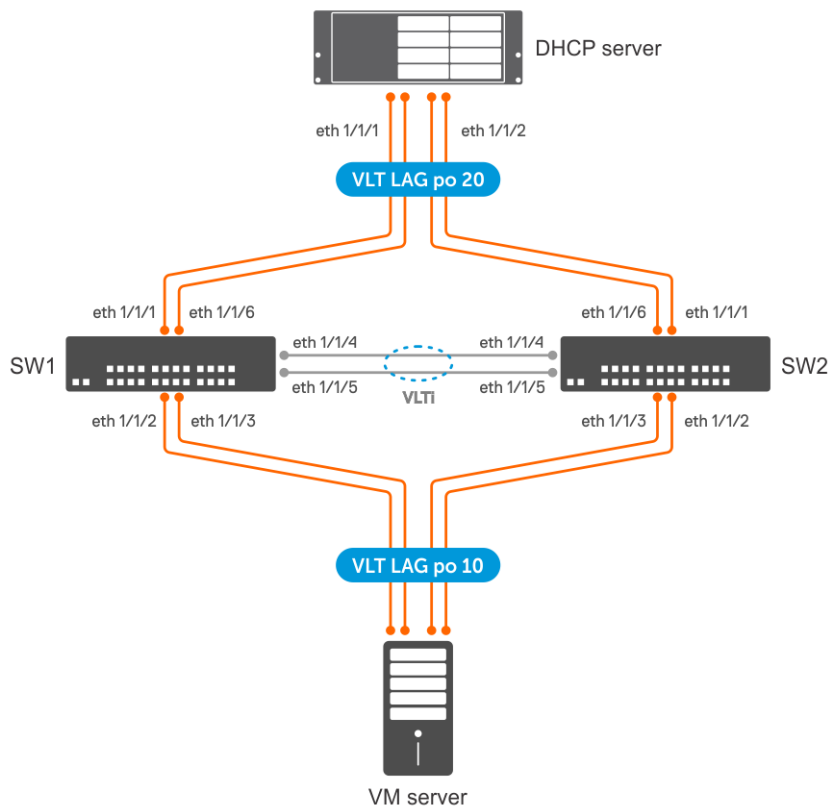 DHCP server
eth 1/1/1
eth 1/1/2
VLT LAG po 20
eth 1/1/1
eth 1/1/6
eth 1/1/6
eth 1/1/1
SW1
eth 1/1/4
eth 1/1/4
SW2
eth 1/1/5
VLTi
eth 1/1/5
eth 1/1/2
eth 1/1/3
eth 1/1/3
eth 1/1/2
VLT LAG po 10
VM server